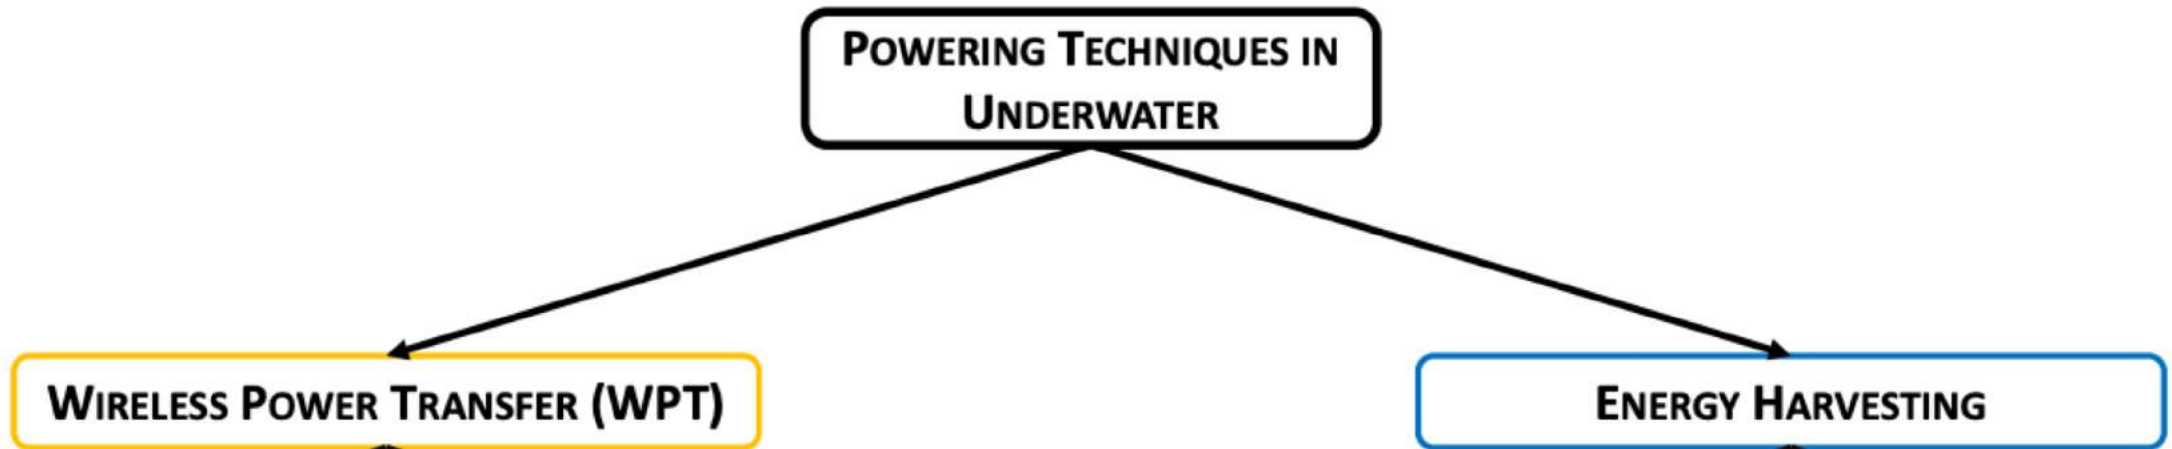 POWERING TECHNIQUES IN
UNDERWATER
WIRELESS POWER TRANSFER (WPT)
ENERGY HARVESTING